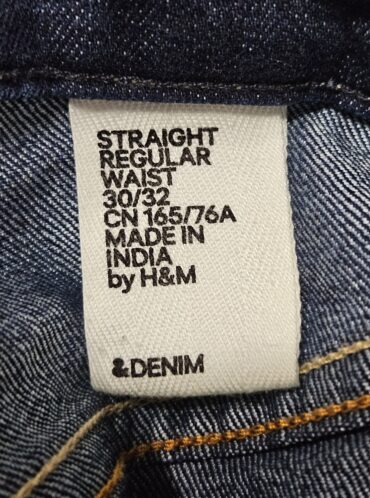 STRAIGHT
REGULAR
WAIST
30/32
CN 165/76A
MADE IN
INDIA
by H&M
&DENIM